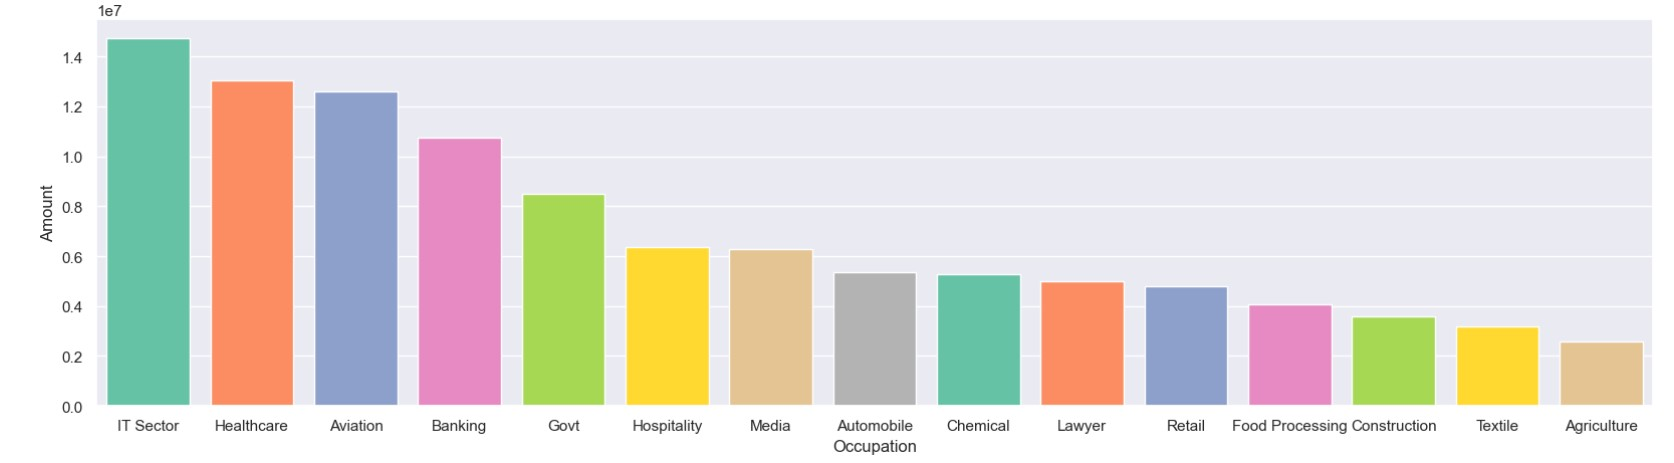 1e7
1.4
1.2
1.0
0.8
0.6
0.4
0.2
0.0
Amount
IT Sector Healthcare Aviation Banking Govt Hospitality Media Automobile Chemical Lawyer Retail Food Processing Construction Textile Agriculture
Occupation